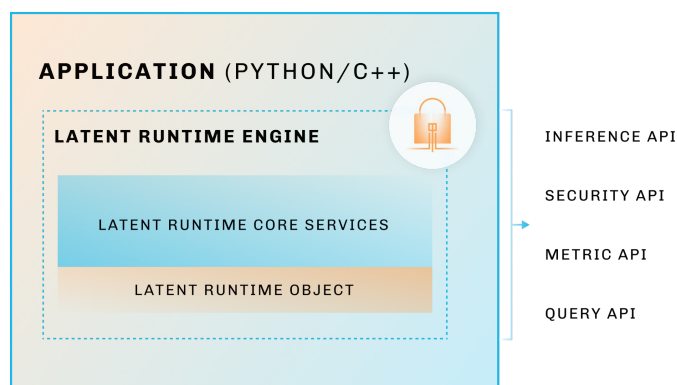 APPLICATION (PYTHON/C++)
LATENT RUNTIME ENGINE
LATENT RUNTIME CORE SERVICES
LATENT RUNTIME OBJECT
INFERENCE API
SECURITY API
METRIC API
QUERY API